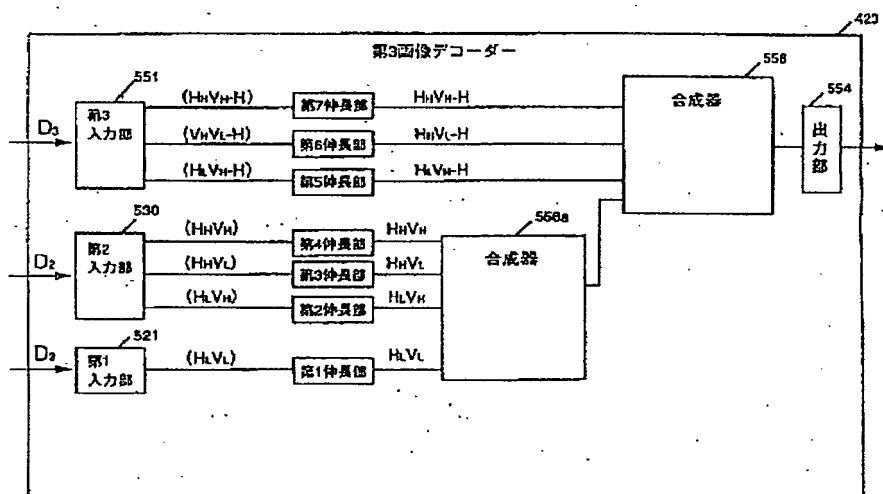 423
第3画像デコーダー
551
第3
入力部
D₃
(HHVH-H)
第7伸長部
HHVH-H
(VHVL-H)
第6伸長部
HHVL-H
(HLVH-H)
第5伸長部
HLVH-H
556
合成器
554
出力部
530
第2
入力部
D₂
(HHVH)
第4伸長部
HHVH
(HHVL)
第3伸長部
HHVL
(HLVH)
第2伸長部
HLVH
556a
合成器
521
第1
入力部
D₂
(HLVL)
第1伸長部
HLVL